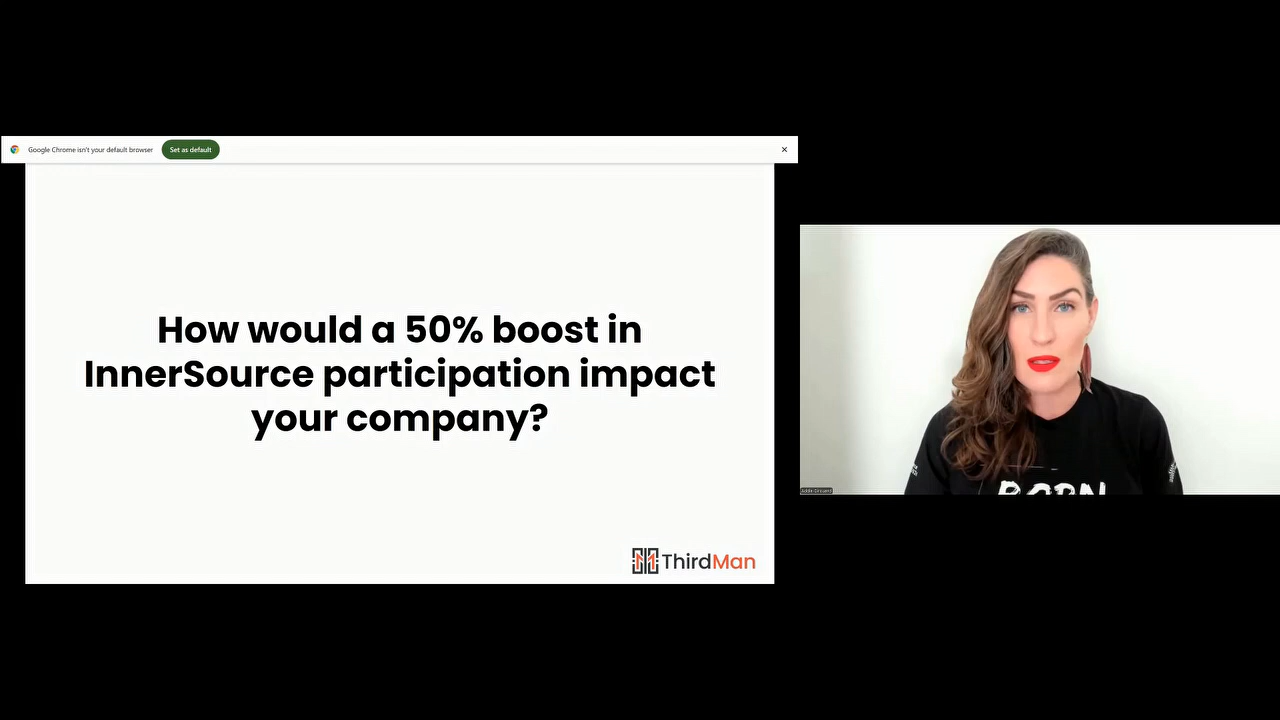 Google Chrome isn't your default browser Set as default
How would a 50% boost in
InnerSource participation impact
your company?
ThirdMan